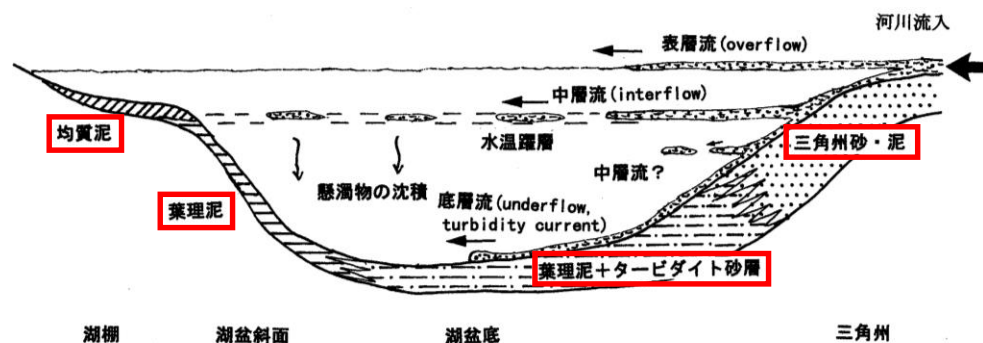 河川流入
表層流(overflow)
中層流(interflow)
均質泥
水温躍層
三角州砂・泥
中層流?
懸濁物の沈積
底層流(underflow,
turbidity current)
葉理泥
葉理泥+タービダイト砂層
湖棚
湖盆斜面
湖盆底
三角州